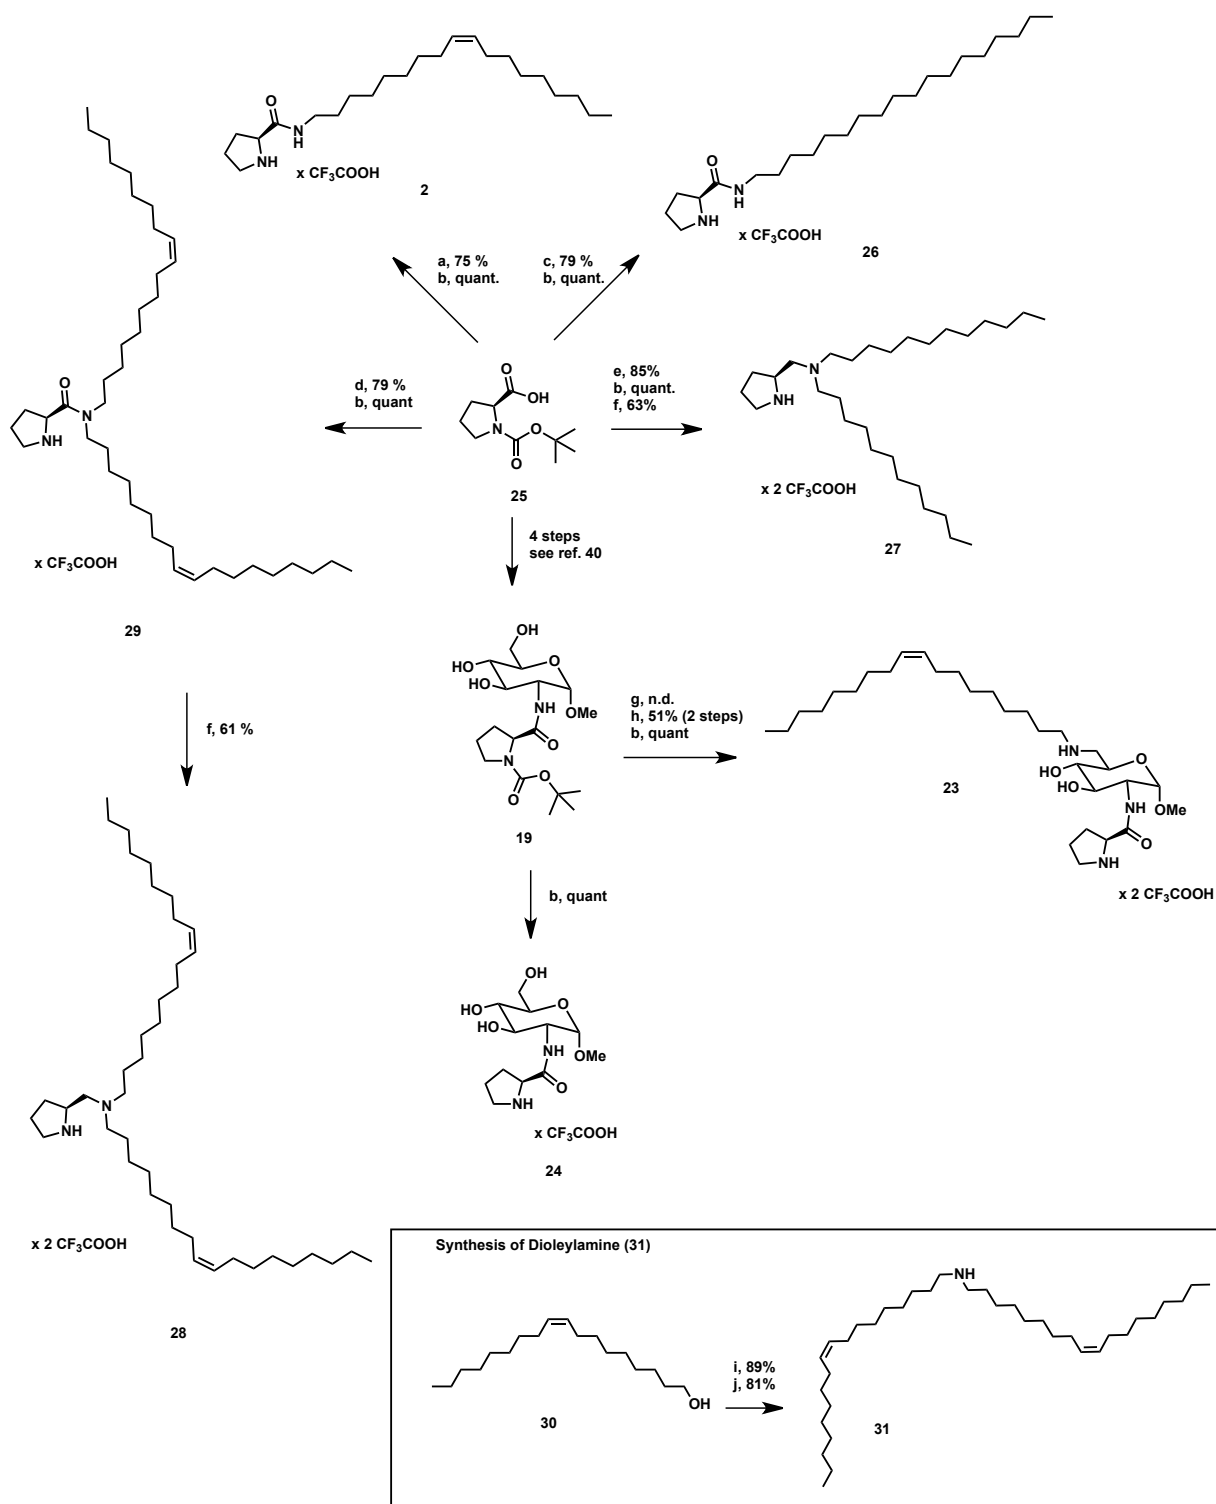 O
N
H
NH
x CF3COOH
2
O
N
H
NH
x CF3COOH
26
a, 75 %
b, quant.
c, 79 %
b, quant.
O
N
NH
x CF3COOH
29
d, 79 %
b, quant
O
OH
N
O
O
25
e, 85%
b, quant.
f, 63%
N
NH
x 2 CF3COOH
27
4 steps
see ref. 40
OH
HO
O
HO
NH
OMe
O
N
O
O
19
g, n.d.
h, 51% (2 steps)
b, quant
23
N
H
HO
O
HO
HN
OMe
O
NH
x 2 CF3COOH
f, 61 %
b, quant
OH
HO
O
HO
NH
OMe
O
NH
x CF3COOH
24
N
NH
x 2 CF3COOH
28
Synthesis of Dioleylamine (31)
OH
30
i, 89%
j, 81%
NH
31